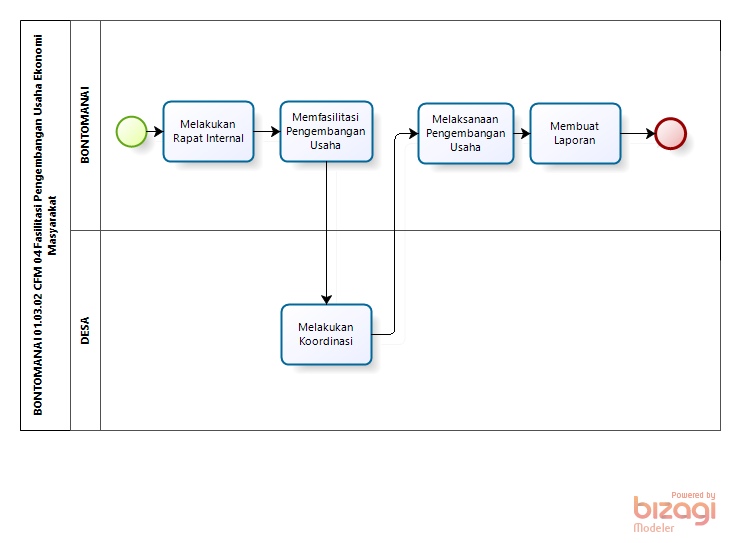 BONTOMANAI 01.03.02 CFM 04 Fasilitasi Pengembangan Usaha Ekonomi
Masyarakat
BONTOMANAI
Melakukan
Rapat Internal
Memfasilitasi
Pengembangan
Usaha
Melaksanaan
Pengembangan
Usaha
Membuat
Laporan
DESA
Melakukan
Koordinasi
Powered by
bizagi
Modeler